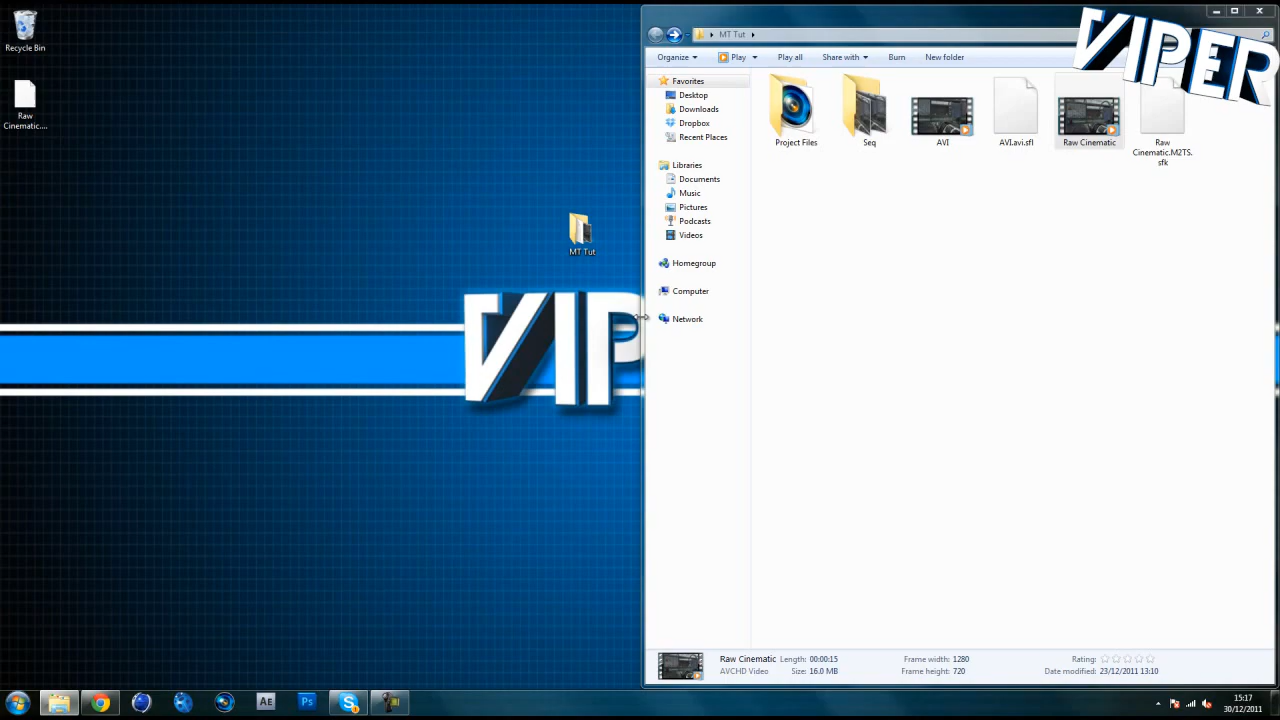 VIPER
Recycle Bin
Raw
Cinematic....
MT Tut
VIP
MT Tut
Organize
Play
Play all
Share with
Burn
New folder
Favorites
Desktop
Downloads
Dropbox
Recent Places
Libraries
Documents
Music
Pictures
Podcasts
Videos
Homegroup
Computer
Network
Project Files
Seq
AVI
AVI.avi.sfl
Raw Cinematic
Raw
Cinematic.M2TS.
sfk
Raw Cinematic Length: 00:00:15 Frame width: 1280 Rating:
AVCHD Video Size: 16.0 MB Frame height: 720 Date modified: 23/12/2011 13:10
Ae
Ps
S
15:17
30/12/2011